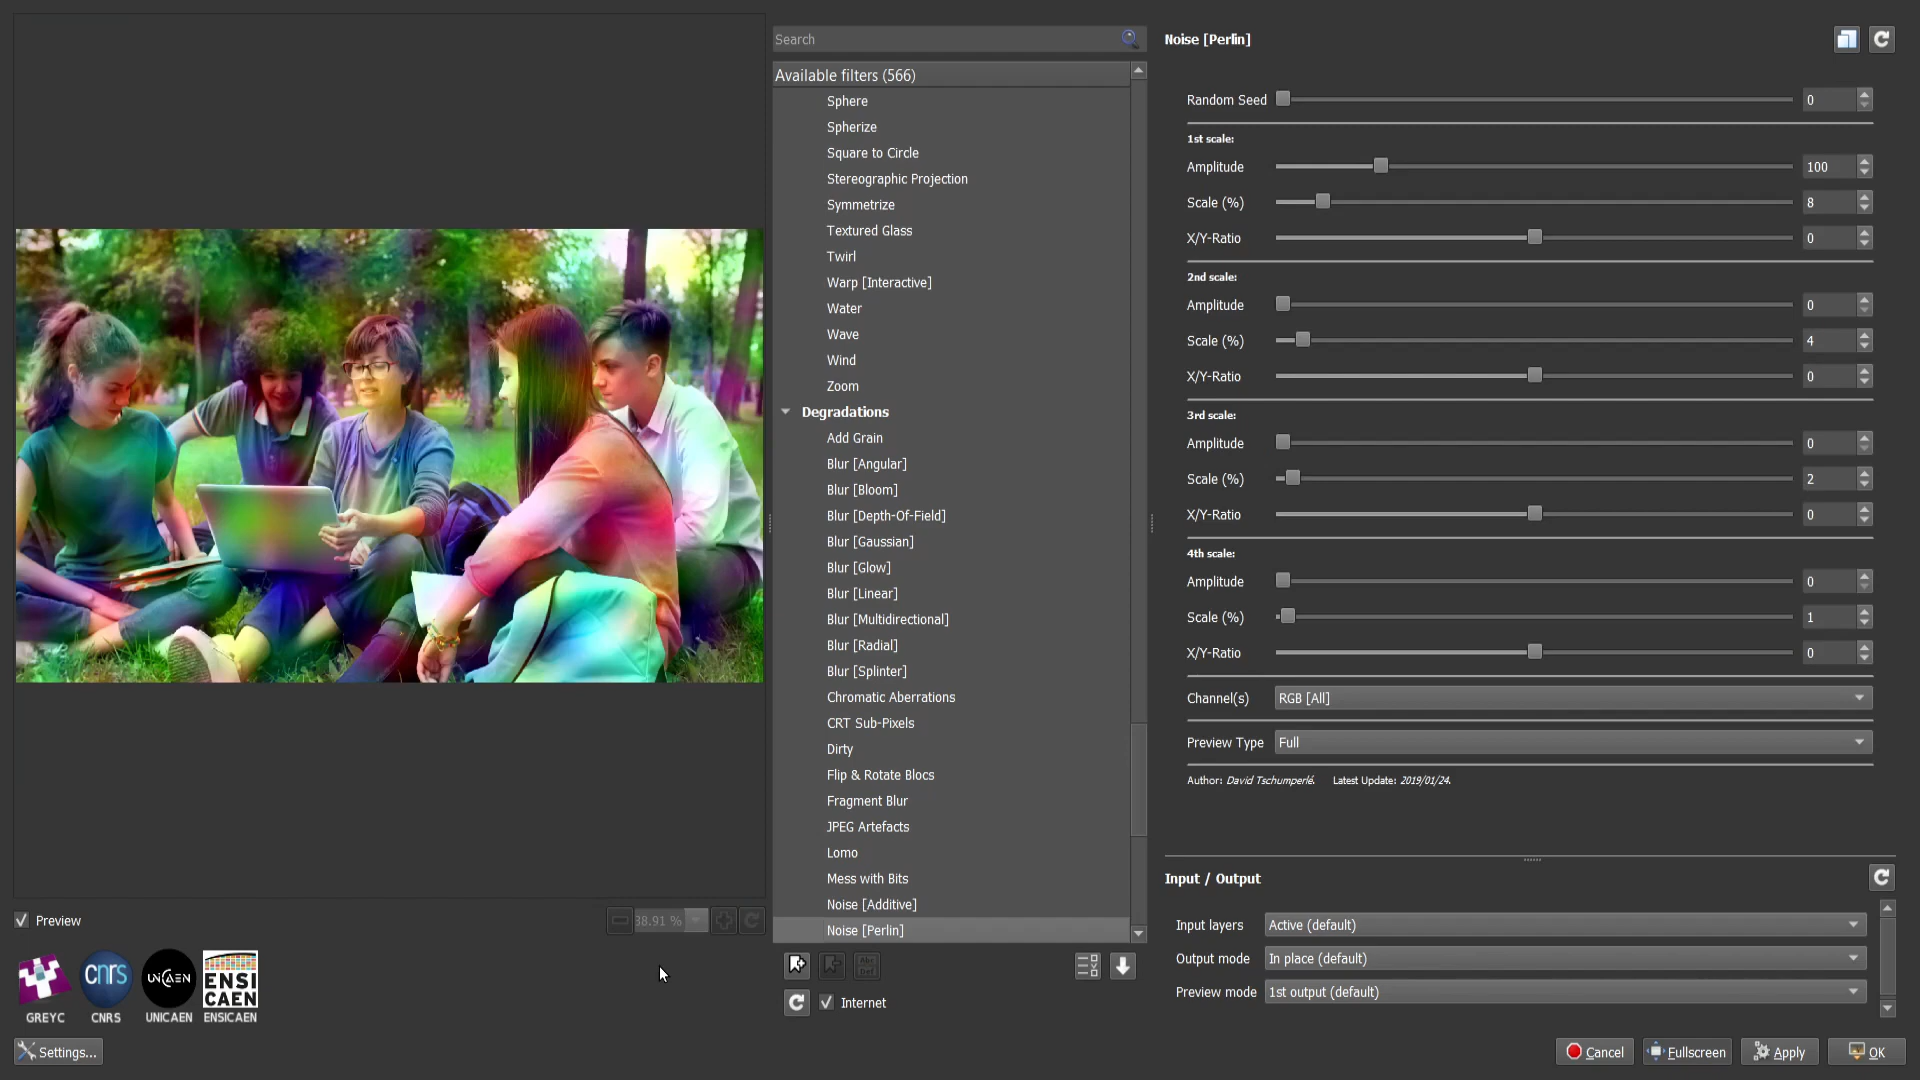 Search
Available filters (566)
Sphere
Spherize
Square to Circle
Stereographic Projection
Symmetrize
Textured Glass
Twirl
Warp [Interactive]
Water
Wave
Wind
Zoom
Degradations
Add Grain
Blur [Angular]
Blur [Bloom]
Blur [Depth-Of-Field]
Blur [Gaussian]
Blur [Glow]
Blur [Linear]
Blur [Multidirectional]
Blur [Radial]
Blur [Splinter]
Chromatic Aberrations
CRT Sub-Pixels
Dirty
Flip & Rotate Blocs
Fragment Blur
JPEG Artefacts
Lomo
Mess with Bits
Noise [Additive]
Noise [Perlin]
Internet
Noise [Perlin]
Random Seed 0
1st scale:
Amplitude 100
Scale (%) 8
X/Y-Ratio 0
2nd scale:
Amplitude 0
Scale (%) 4
X/Y-Ratio 0
3rd scale:
Amplitude 0
Scale (%) 2
X/Y-Ratio 0
4th scale:
Amplitude 0
Scale (%) 1
X/Y-Ratio 0
Channel(s) RGB [All]
Preview Type Full
Author: David Tschumperlé. Latest Update: 2019/01/24.
Input / Output
Input layers Active (default)
Output mode In place (default)
Preview mode 1st output (default)
Preview
38.91 %
cnrs
UNICAEN
ENSI
CAEN
GREYC CNRS UNICAEN ENSICAEN
Settings...
Cancel Fullscreen Apply OK